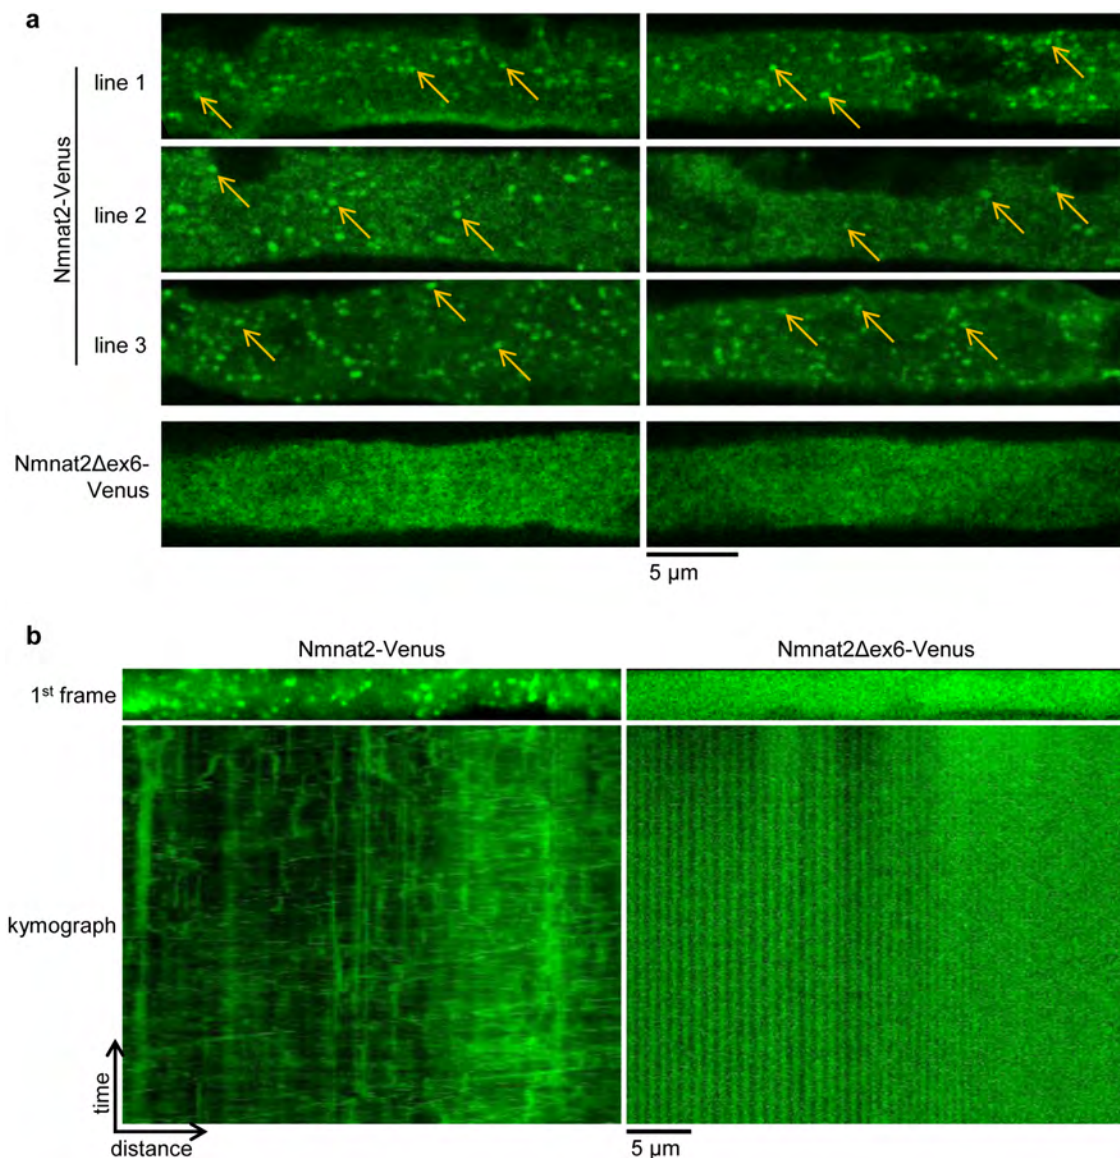 a
Nmnat2-Venus
line 1
line 2
line 3
Nmnat2Δex6-
Venus
5 μm
b
Nmnat2-Venus
Nmnat2Δex6-Venus
1st frame
kymograph
time
distance
5 μm